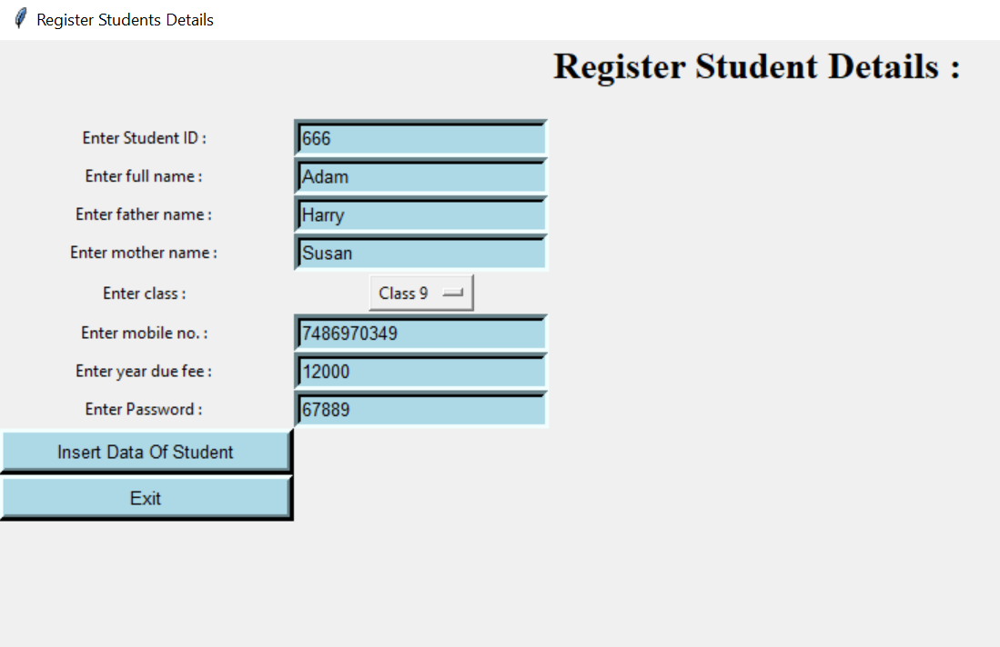 Register Students Details
Register Student Details :
Enter Student ID : 666
Enter full name : Adam
Enter father name : Harry
Enter mother name : Susan
Enter class : Class 9
Enter mobile no. : 7486970349
Enter year due fee : 12000
Enter Password : 67889
Insert Data Of Student
Exit